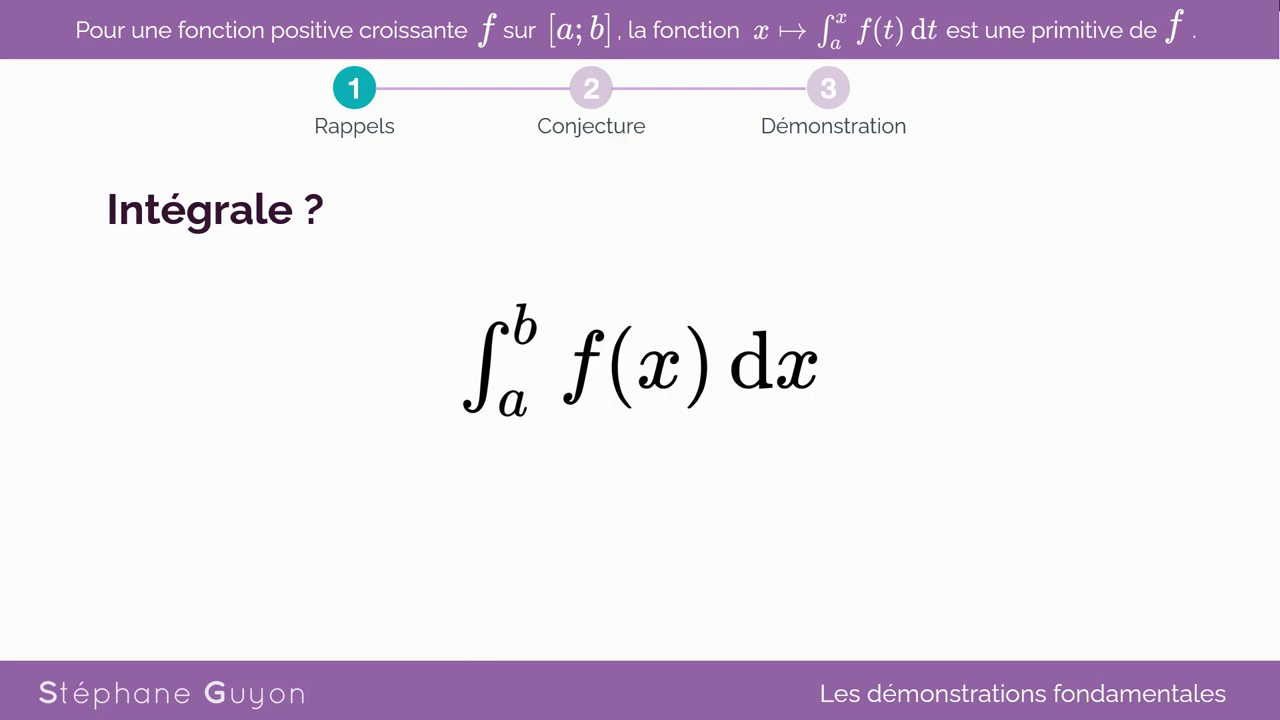 Pour une fonction positive croissante f sur [a; b], la fonction x ↦ ∫ₐˣ f(t) dt est une primitive de f .
1 2 3
Rappels Conjecture Démonstration
Intégrale ?
∫ₐᵇ f(x) dx
Stéphane Guyon Les démonstrations fondamentales